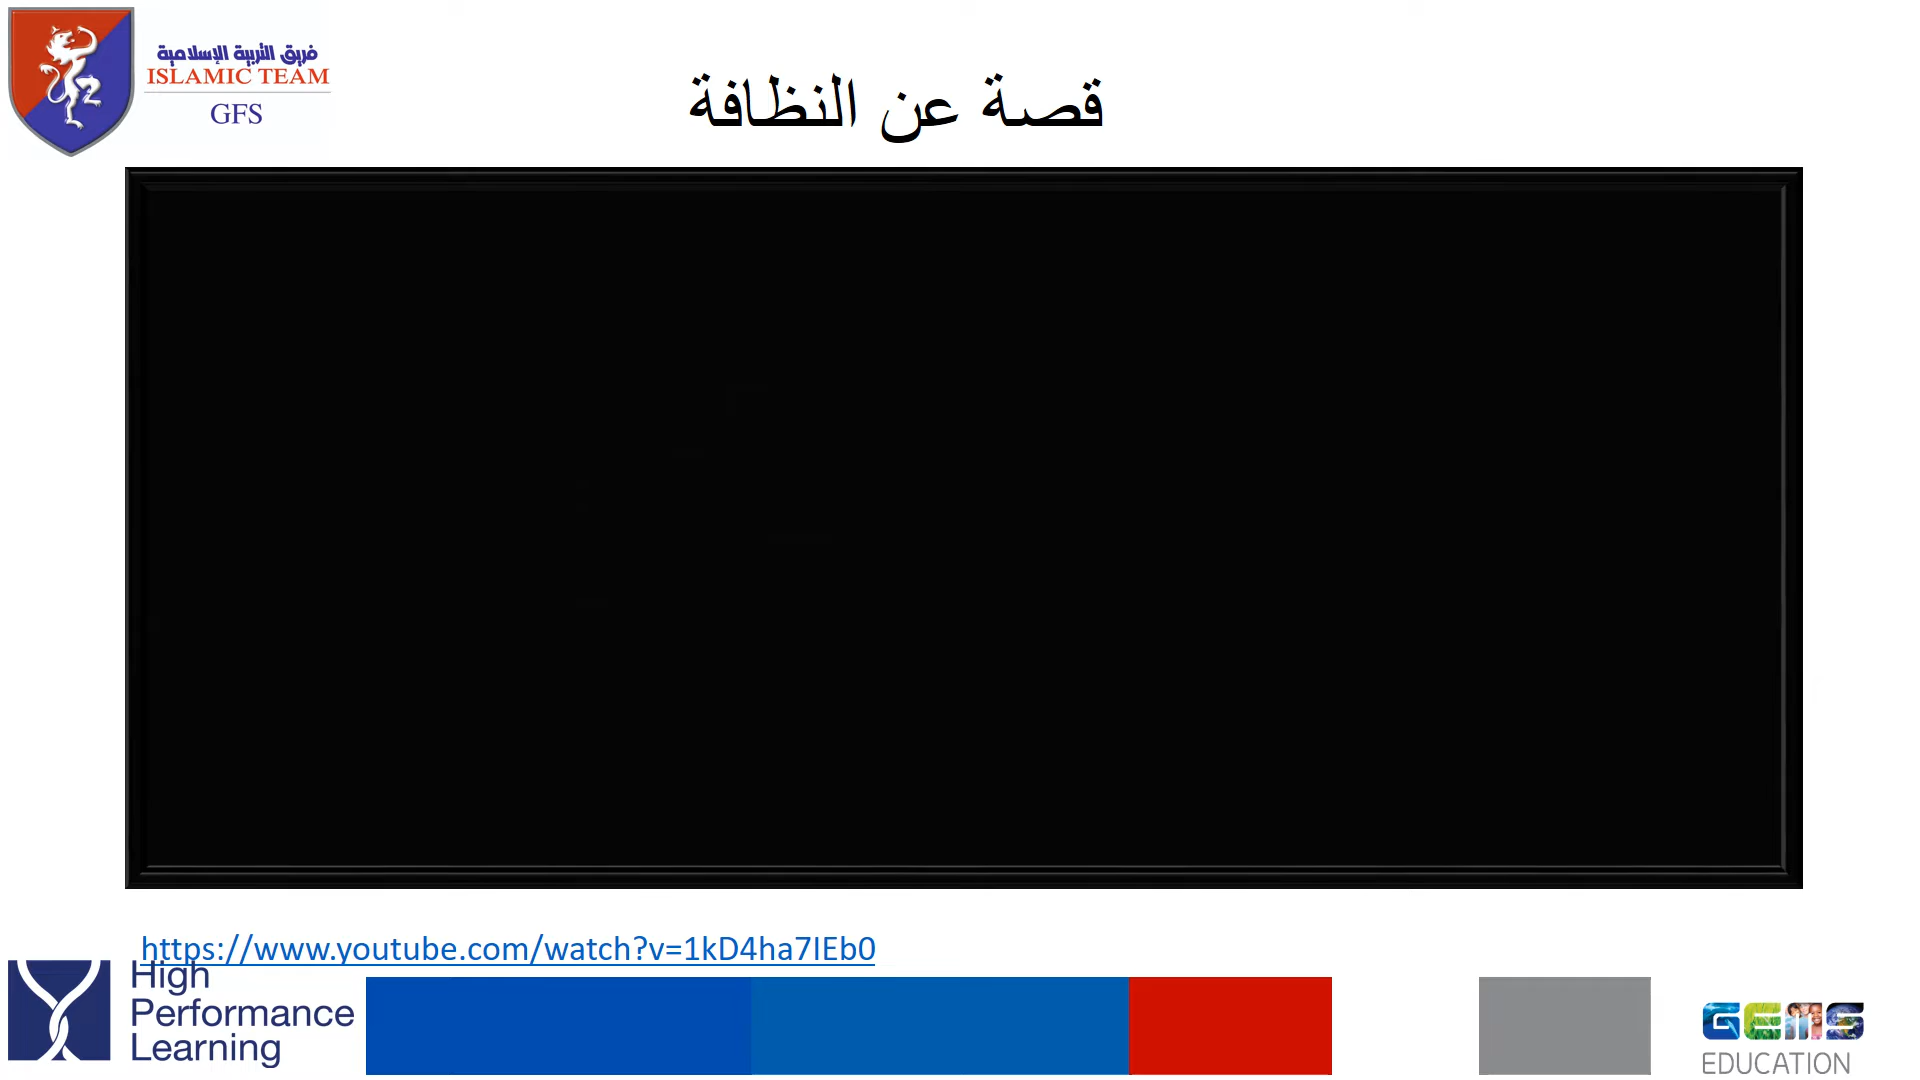 فريق التربية الإسلامية
ISLAMIC TEAM
GFS
قصة عن النظافة
https://www.youtube.com/watch?v=1kD4ha7IEb0
High
Performance
Learning
GEMS
EDUCATION